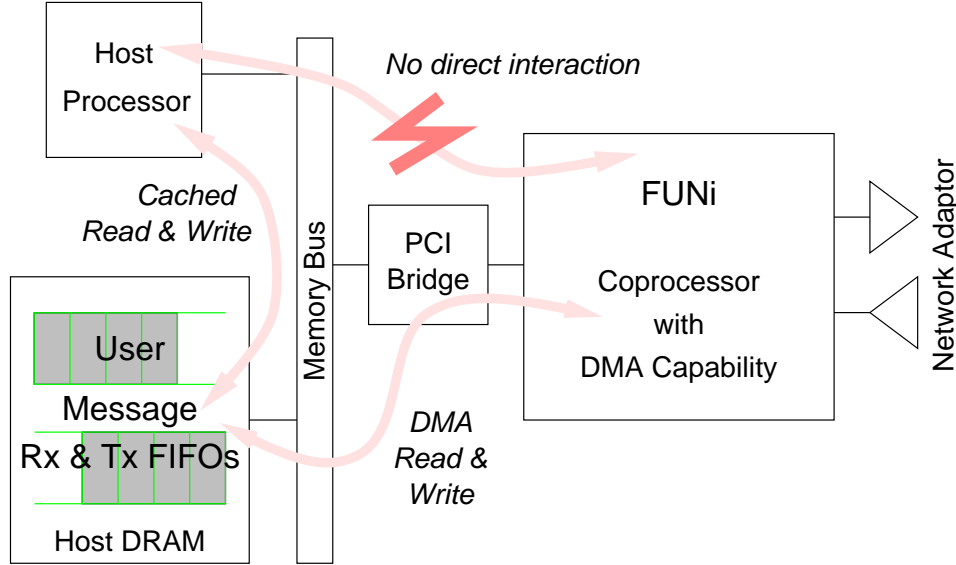 Host
Processor
No direct interaction
Cached
Read & Write
Memory Bus
PCI
Bridge
FUNi
Coprocessor
with
DMA Capability
Network Adaptor
User
Message
Rx & Tx FIFOs
Host DRAM
DMA
Read &
Write